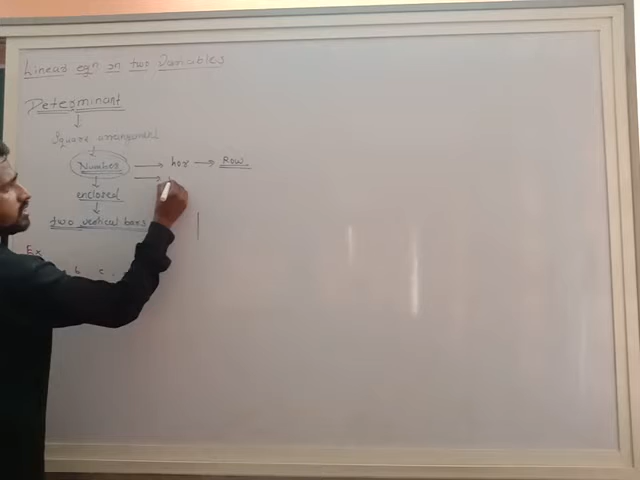 Linear eqn in two Variables
Determinant
Square arrangement
Number → hor → Row.
enclosed
two vertical bars
Ex
b c